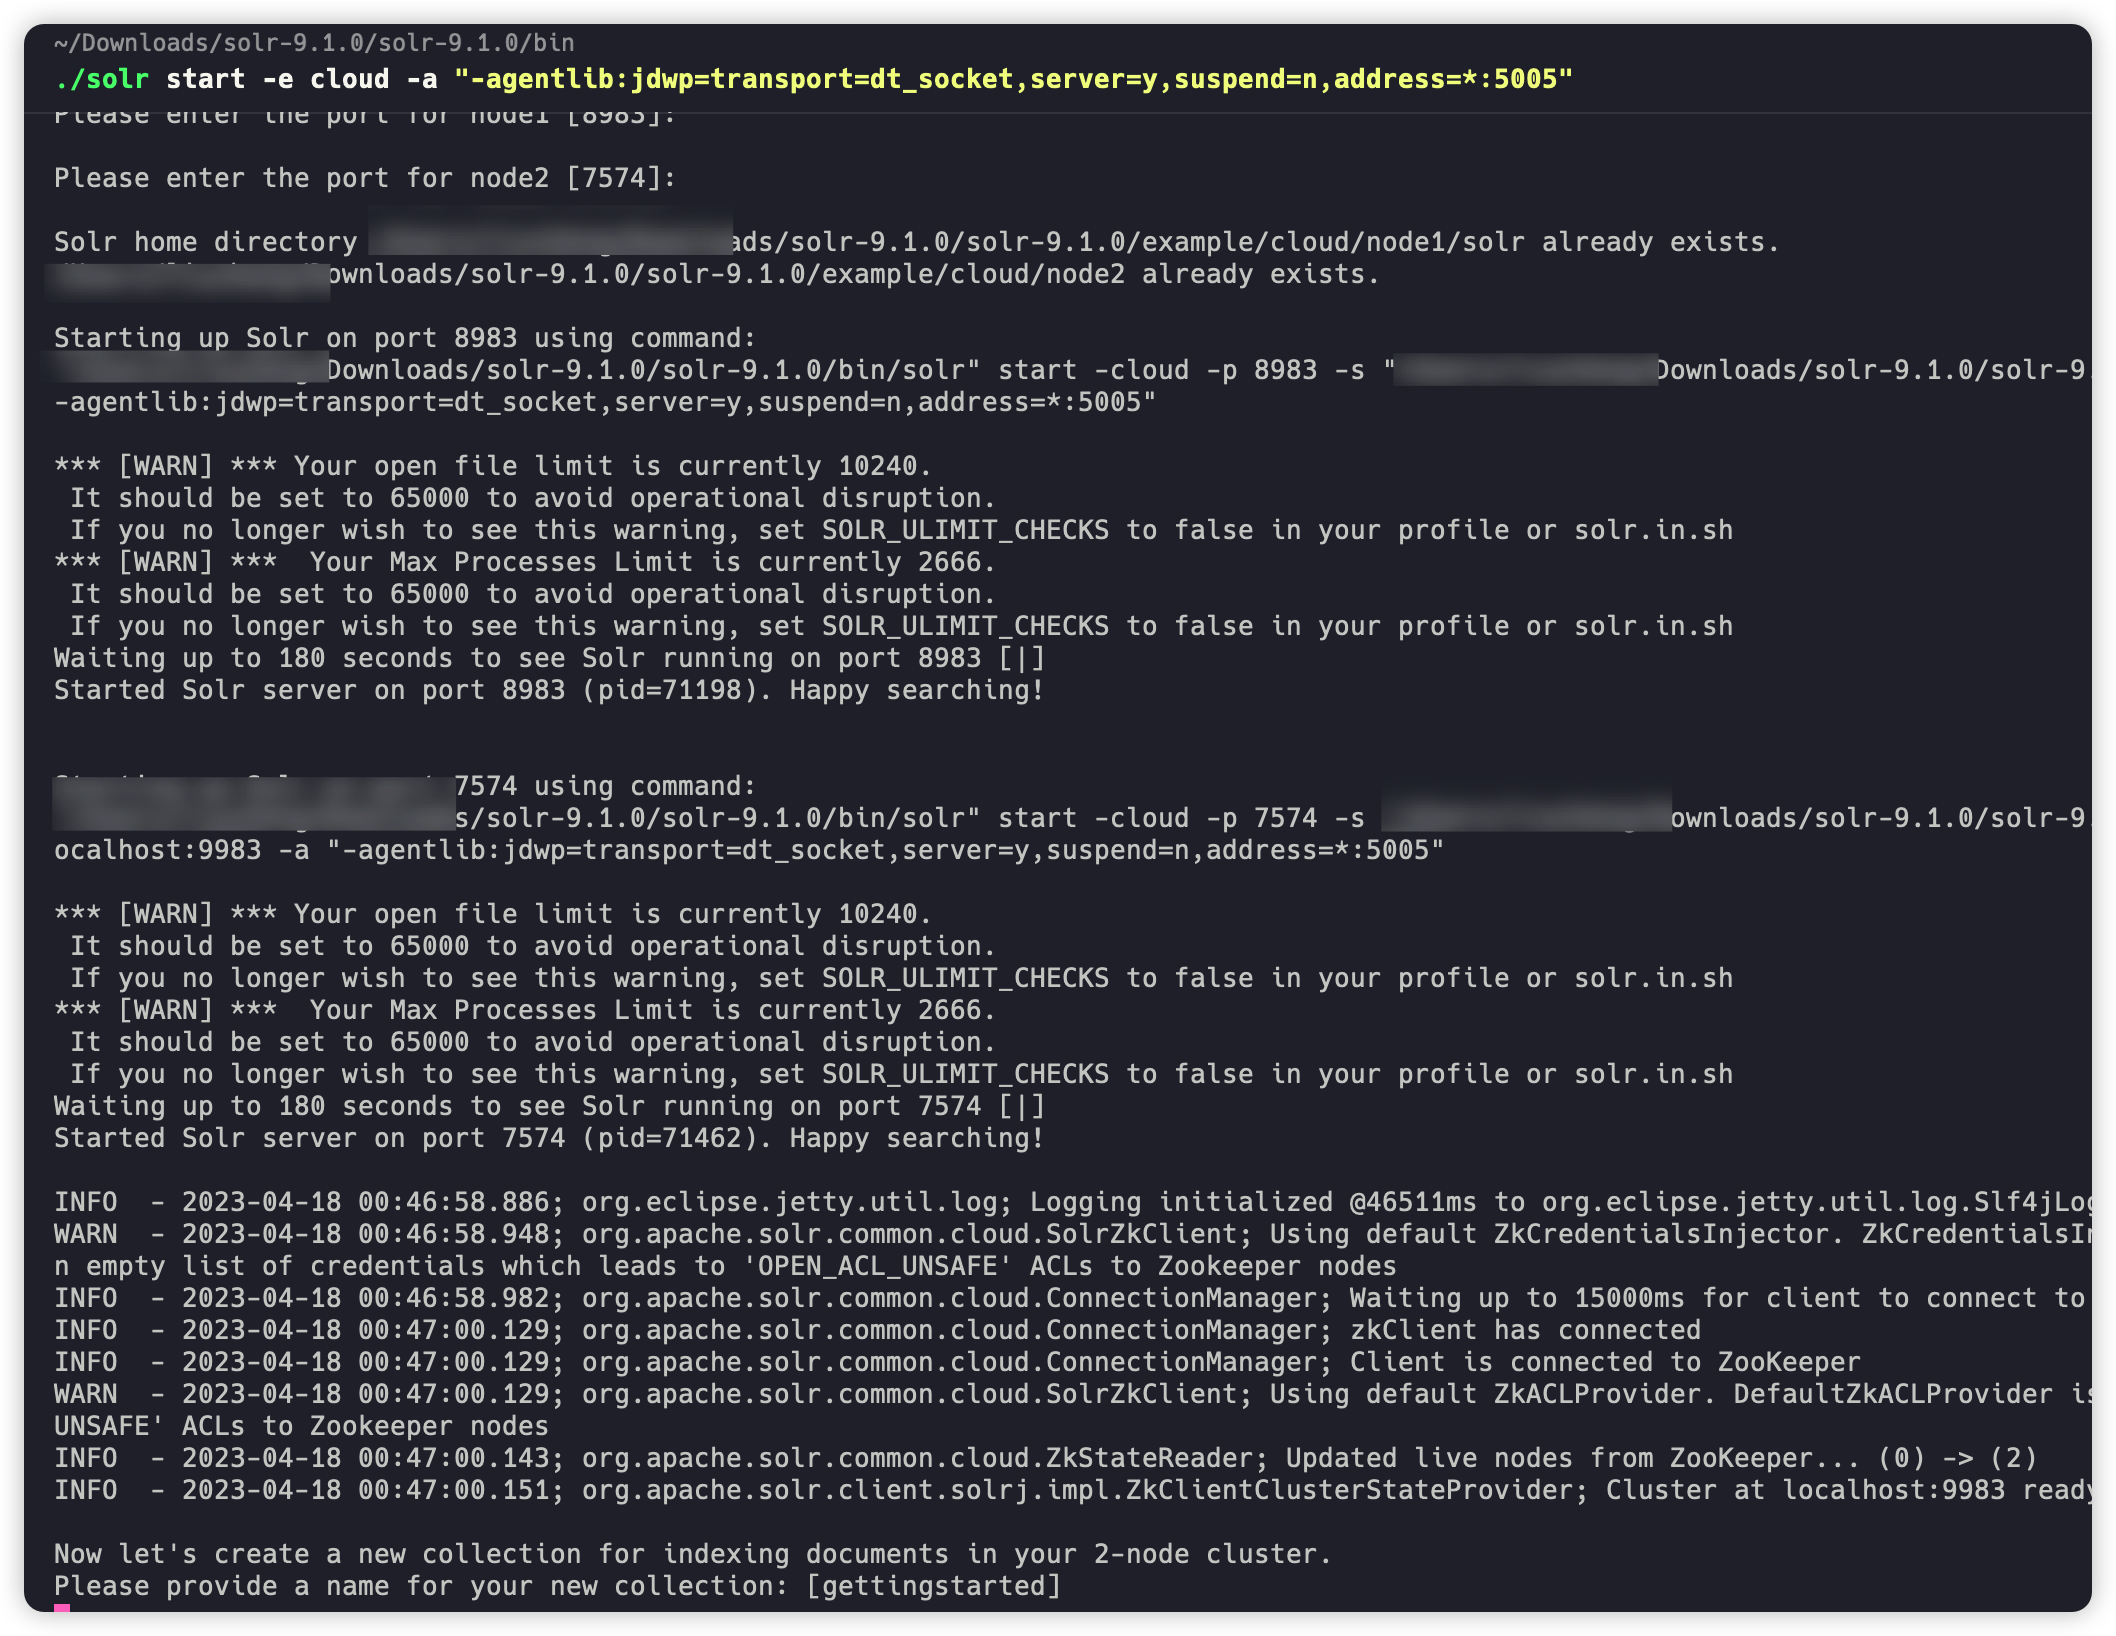 ~/Downloads/solr-9.1.0/solr-9.1.0/bin
./solr start -e cloud -a "-agentlib:jdwp=transport=dt_socket,server=y,suspend=n,address=*:5005"
Please enter the port for node1 [8983]:
Please enter the port for node2 [7574]:
Solr home directory ads/solr-9.1.0/solr-9.1.0/example/cloud/node1/solr already exists.
ownloads/solr-9.1.0/solr-9.1.0/example/cloud/node2 already exists.
Starting up Solr on port 8983 using command:
Downloads/solr-9.1.0/solr-9.1.0/bin/solr" start -cloud -p 8983 -s "Downloads/solr-9.1.0/solr-9.
-agentlib:jdwp=transport=dt_socket,server=y,suspend=n,address=*:5005"
*** [WARN] *** Your open file limit is currently 10240.
 It should be set to 65000 to avoid operational disruption.
 If you no longer wish to see this warning, set SOLR_ULIMIT_CHECKS to false in your profile or solr.in.sh
*** [WARN] ***  Your Max Processes Limit is currently 2666.
 It should be set to 65000 to avoid operational disruption.
 If you no longer wish to see this warning, set SOLR_ULIMIT_CHECKS to false in your profile or solr.in.sh
Waiting up to 180 seconds to see Solr running on port 8983 [|]
Started Solr server on port 8983 (pid=71198). Happy searching!
7574 using command:
s/solr-9.1.0/solr-9.1.0/bin/solr" start -cloud -p 7574 -s ownloads/solr-9.1.0/solr-9.
ocalhost:9983 -a "-agentlib:jdwp=transport=dt_socket,server=y,suspend=n,address=*:5005"
*** [WARN] *** Your open file limit is currently 10240.
 It should be set to 65000 to avoid operational disruption.
 If you no longer wish to see this warning, set SOLR_ULIMIT_CHECKS to false in your profile or solr.in.sh
*** [WARN] ***  Your Max Processes Limit is currently 2666.
 It should be set to 65000 to avoid operational disruption.
 If you no longer wish to see this warning, set SOLR_ULIMIT_CHECKS to false in your profile or solr.in.sh
Waiting up to 180 seconds to see Solr running on port 7574 [|]
Started Solr server on port 7574 (pid=71462). Happy searching!
INFO  - 2023-04-18 00:46:58.886; org.eclipse.jetty.util.log; Logging initialized @46511ms to org.eclipse.jetty.util.log.Slf4jLog
WARN  - 2023-04-18 00:46:58.948; org.apache.solr.common.cloud.SolrZkClient; Using default ZkCredentialsInjector. ZkCredentialsIn
n empty list of credentials which leads to 'OPEN_ACL_UNSAFE' ACLs to Zookeeper nodes
INFO  - 2023-04-18 00:46:58.982; org.apache.solr.common.cloud.ConnectionManager; Waiting up to 15000ms for client to connect to
INFO  - 2023-04-18 00:47:00.129; org.apache.solr.common.cloud.ConnectionManager; zkClient has connected
INFO  - 2023-04-18 00:47:00.129; org.apache.solr.common.cloud.ConnectionManager; Client is connected to ZooKeeper
WARN  - 2023-04-18 00:47:00.129; org.apache.solr.common.cloud.SolrZkClient; Using default ZkACLProvider. DefaultZkACLProvider is
UNSAFE' ACLs to Zookeeper nodes
INFO  - 2023-04-18 00:47:00.143; org.apache.solr.common.cloud.ZkStateReader; Updated live nodes from ZooKeeper... (0) -> (2)
INFO  - 2023-04-18 00:47:00.151; org.apache.solr.client.solrj.impl.ZkClientClusterStateProvider; Cluster at localhost:9983 ready
Now let's create a new collection for indexing documents in your 2-node cluster.
Please provide a name for your new collection: [gettingstarted]